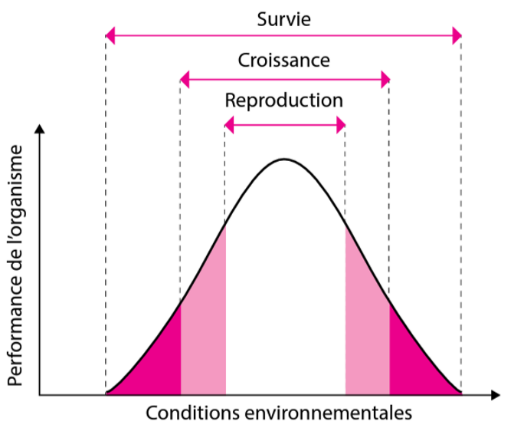 Survie
Croissance
Reproduction
Performance de l'organisme
Conditions environnementales